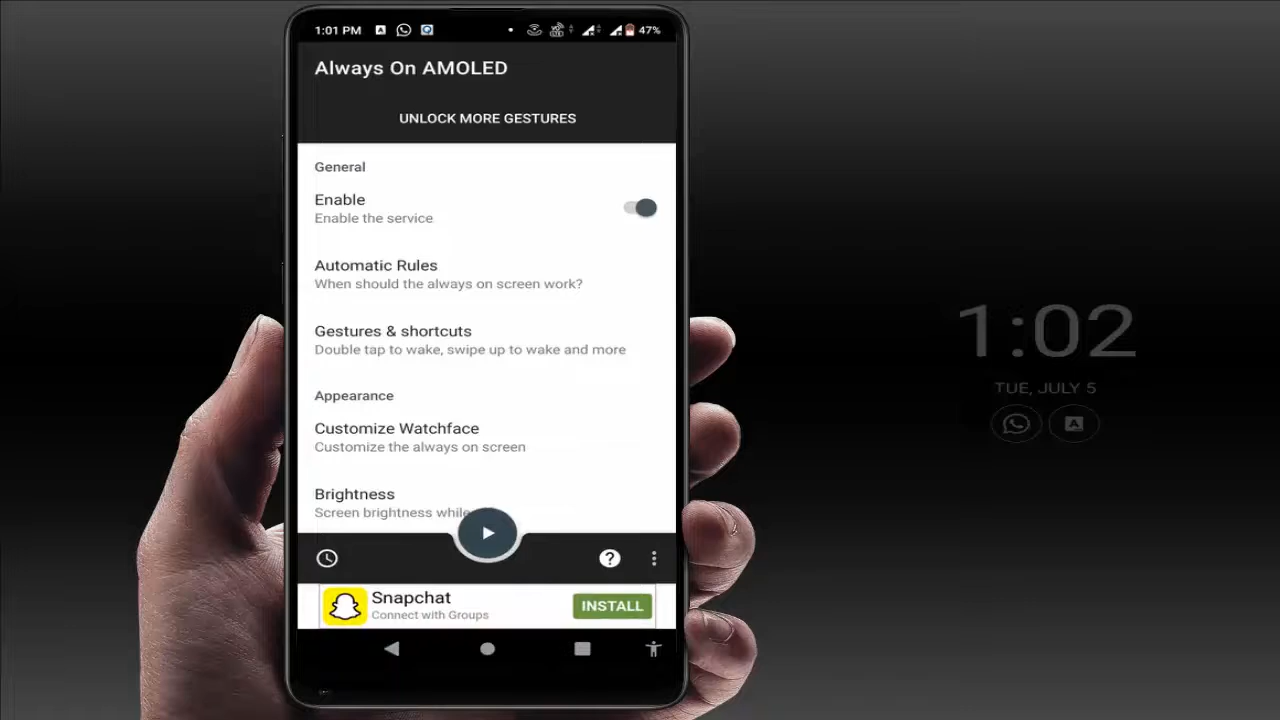 1:01 PM
47%
Always On AMOLED
UNLOCK MORE GESTURES
General
Enable
Enable the service
Automatic Rules
When should the always on screen work?
Gestures & shortcuts
Double tap to wake, swipe up to wake and more
Appearance
Customize Watchface
Customize the always on screen
Brightness
Screen brightness while
Snapchat
Connect with Groups
INSTALL
1:02
TUE, JULY 5
A